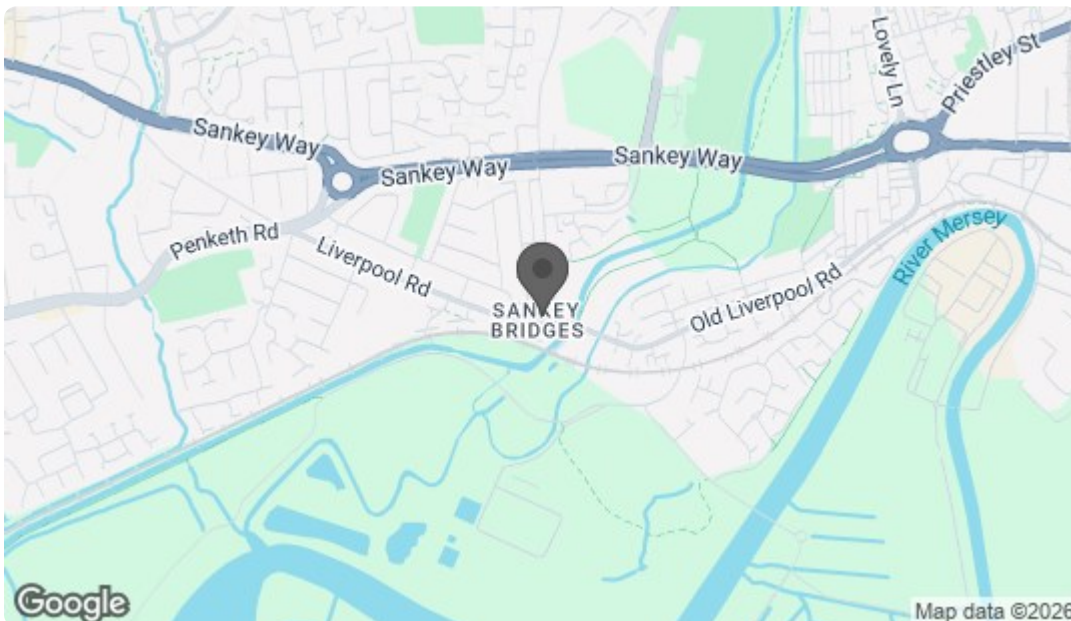 Lovely Ln
Priestley St
Sankey Way
Sankey Way
Sankey Way
Penketh Rd
Liverpool Rd
River Mersey
Old Liverpool Rd
SANKEY
BRIDGES
Google
Map data ©2026